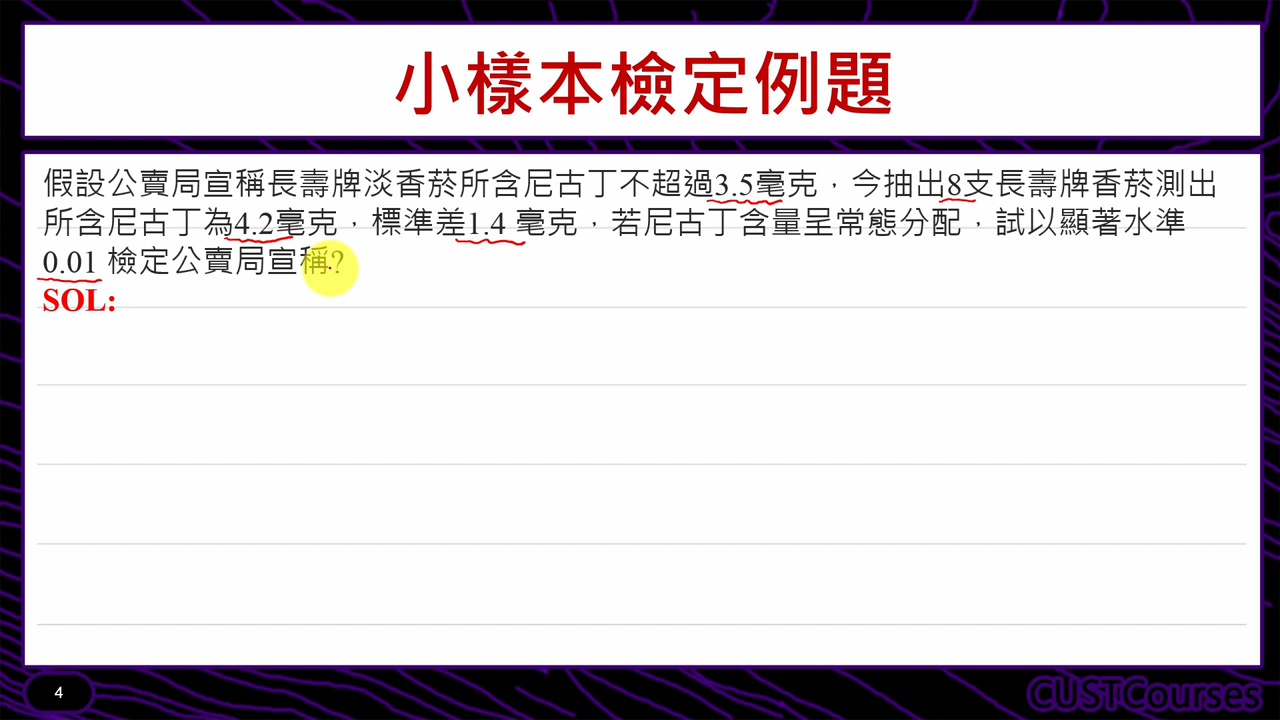 小樣本檢定例題
假設公賣局宣稱長壽牌淡香菸所含尼古丁不超過3.5毫克，今抽出8支長壽牌香菸測出
所含尼古丁為4.2毫克，標準差1.4 毫克，若尼古丁含量呈常態分配，試以顯著水準
0.01 檢定公賣局宣稱?
SOL:
4
CUSTCourses